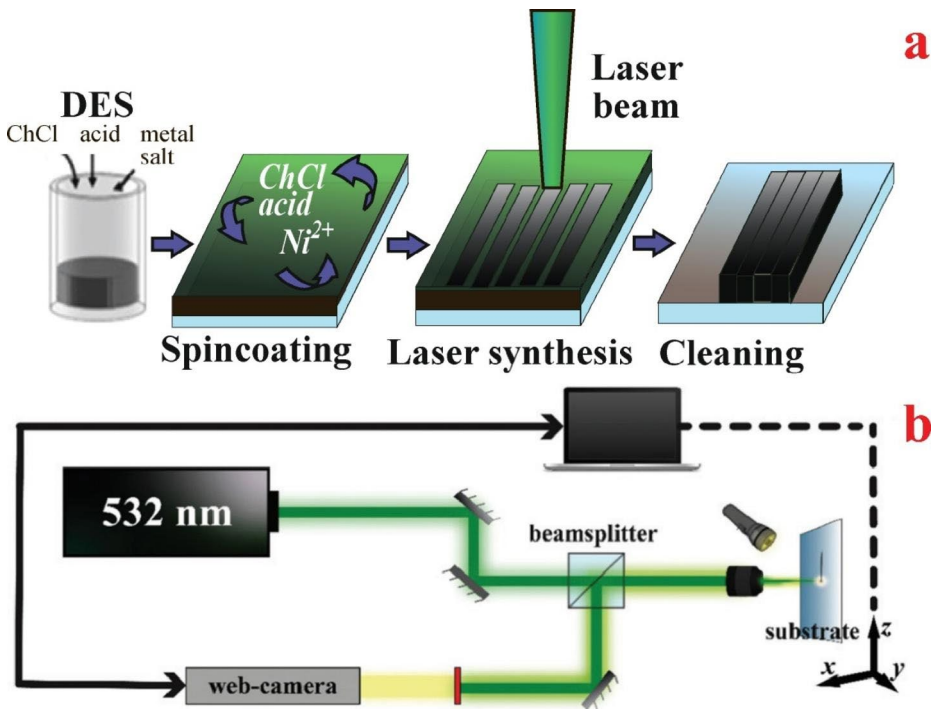 a
DES
ChCl acid metal
salt
Laser
beam
ChCl
acid
Ni²⁺
Spincoating
Laser synthesis
Cleaning
b
532 nm
beamsplitter
substrate
z
x
y
web-camera